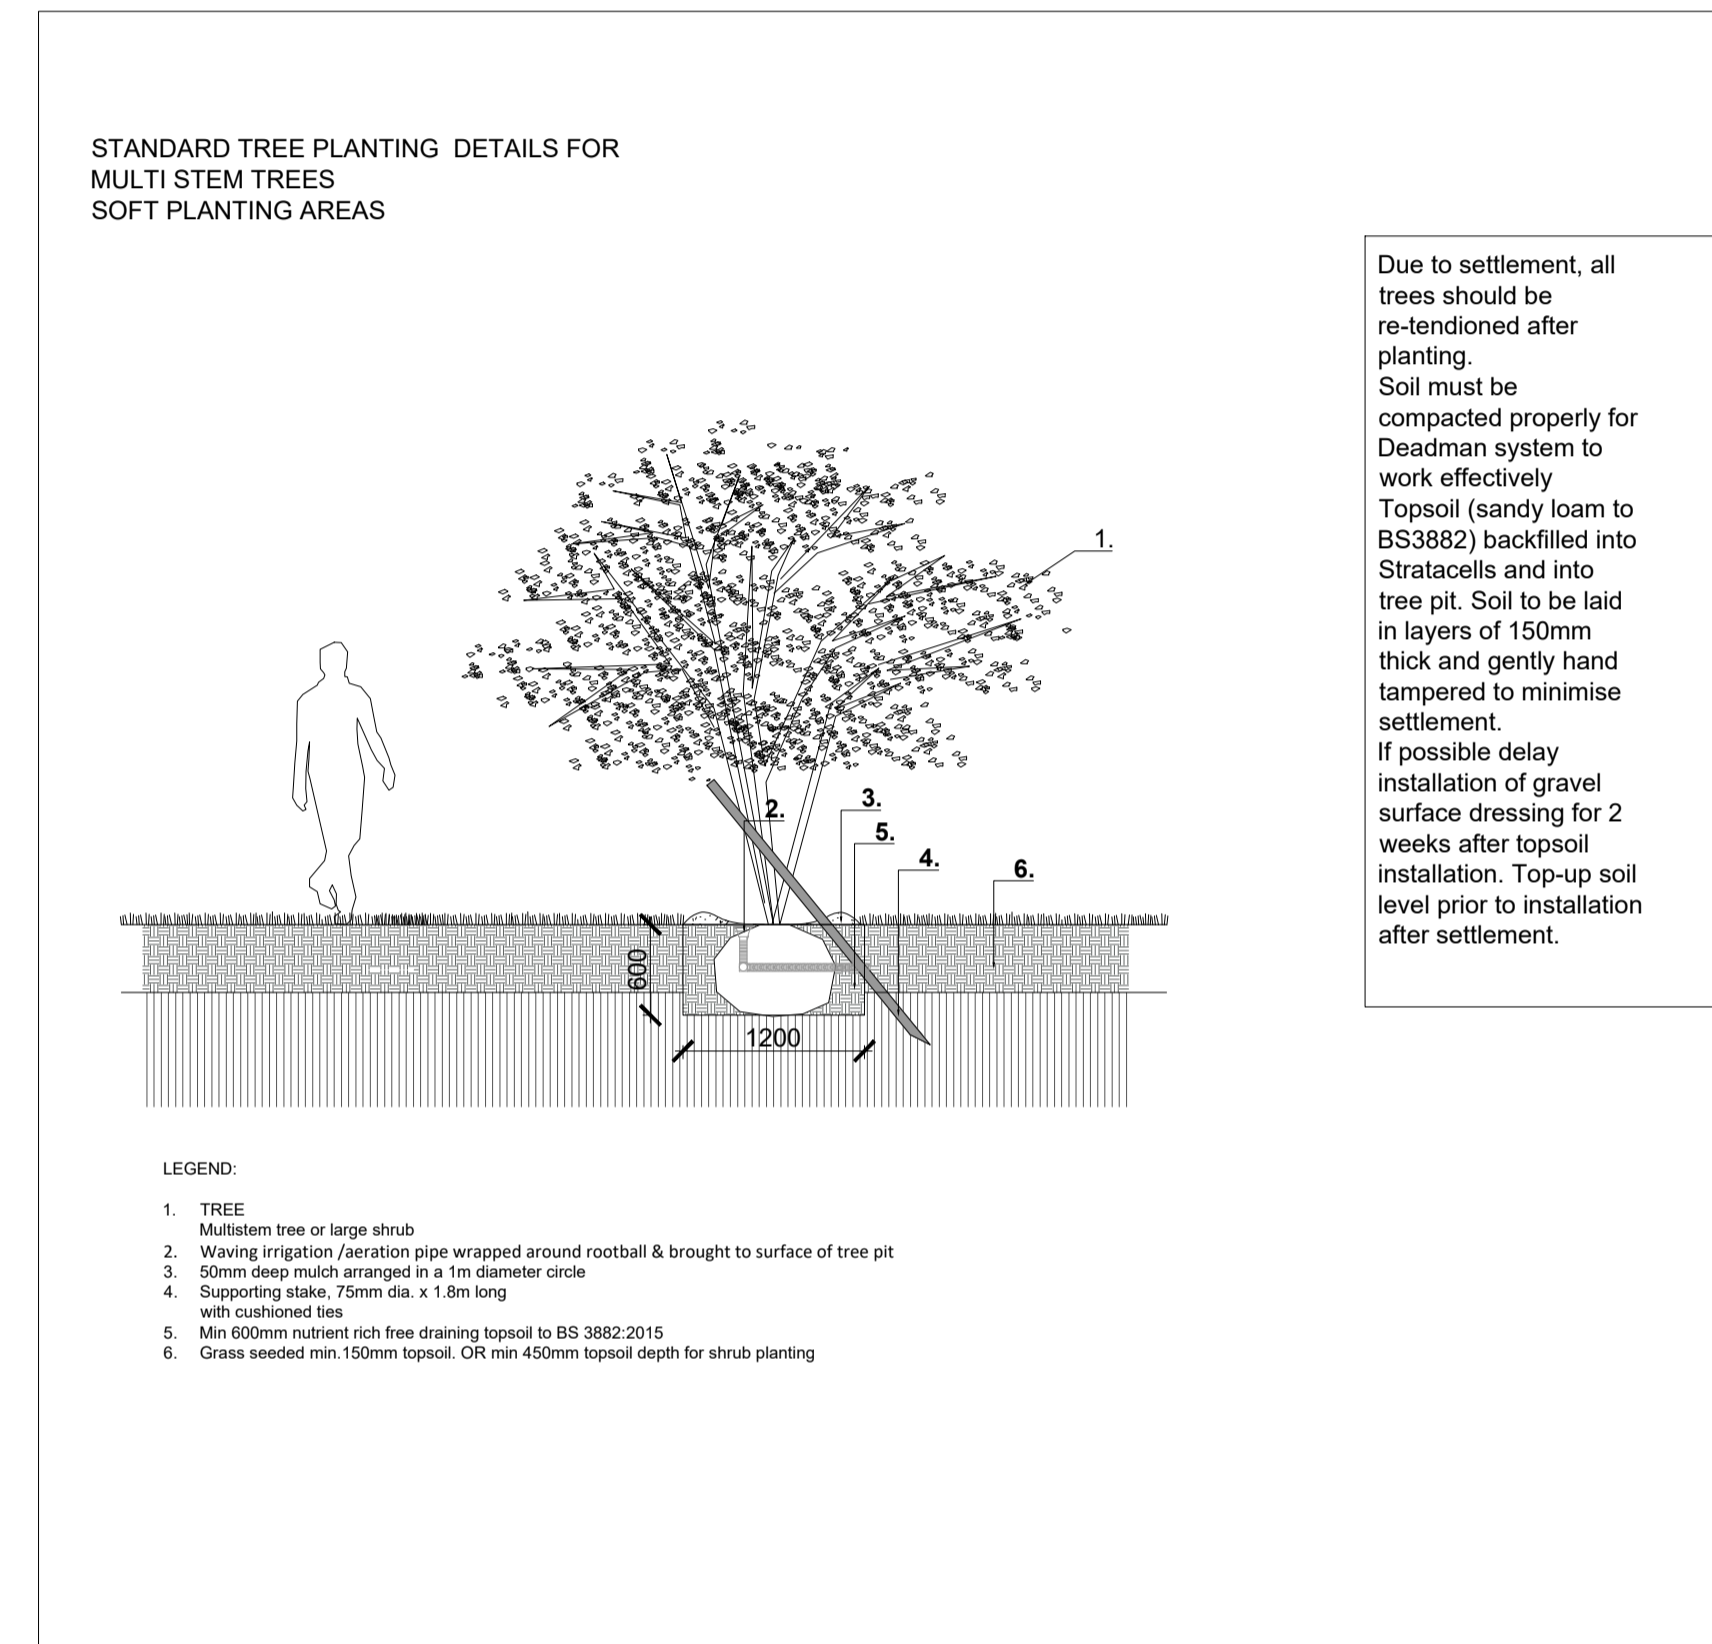 STANDARD TREE PLANTING  DETAILS FOR
MULTI STEM TREES
SOFT PLANTING AREAS
Due to settlement, all
trees should be
re-tendioned after
planting.
Soil must be
compacted properly for
Deadman system to
work effectively
Topsoil (sandy loam to
BS3882) backfilled into
Stratacells and into
tree pit. Soil to be laid
in layers of 150mm
thick and gently hand
tampered to minimise
settlement.
If possible delay
installation of gravel
surface dressing for 2
weeks after topsoil
installation. Top-up soil
level prior to installation
after settlement.
1.
2.
3.
5.
4.
6.
600
1200
LEGEND:
1. TREE
Multistem tree or large shrub
2. Waving irrigation /aeration pipe wrapped around rootball & brought to surface of tree pit
3. 50mm deep mulch arranged in a 1m diameter circle
4. Supporting stake, 75mm dia. x 1.8m long
with cushioned ties
5. Min 600mm nutrient rich free draining topsoil to BS 3882:2015
6. Grass seeded min.150mm topsoil. OR min 450mm topsoil depth for shrub planting